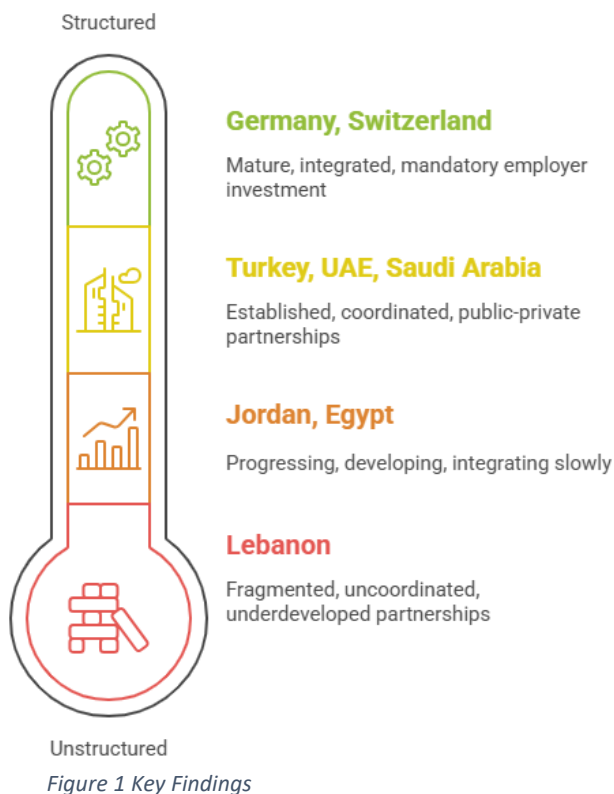 Structured
Germany, Switzerland
Mature, integrated, mandatory employer
investment
Turkey, UAE, Saudi Arabia
Established, coordinated, public-private
partnerships
Jordan, Egypt
Progressing, developing, integrating slowly
Lebanon
Fragmented, uncoordinated,
underdeveloped partnerships
Unstructured
Figure 1 Key Findings